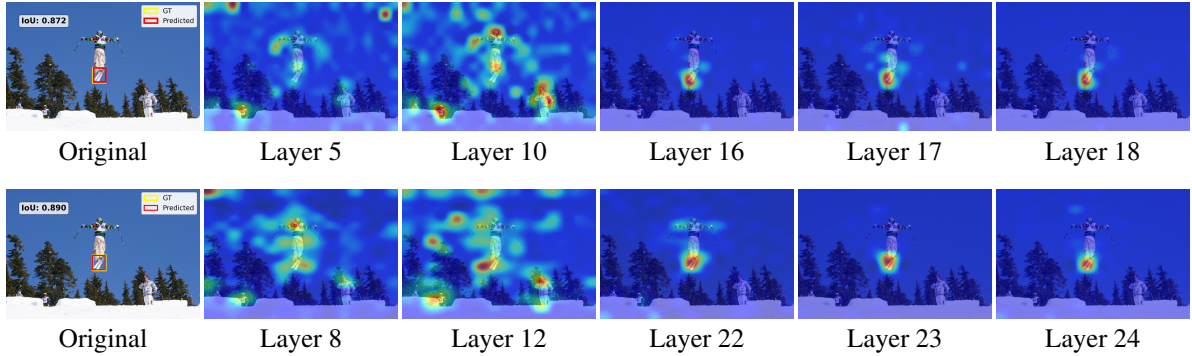 IoU: 0.872
GT
Predicted
Original Layer 5 Layer 10 Layer 16 Layer 17 Layer 18
IoU: 0.890
GT
Predicted
Original Layer 8 Layer 12 Layer 22 Layer 23 Layer 24